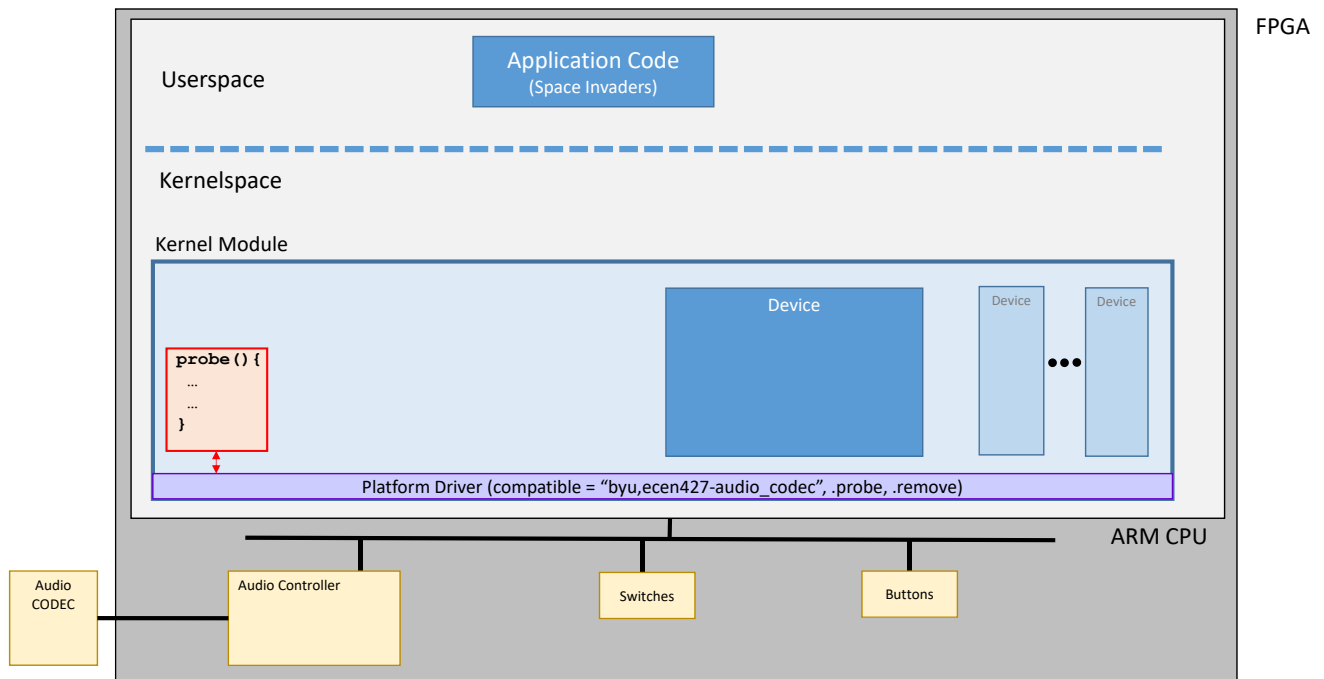 FPGA
Application Code
(Space Invaders)
Userspace
Kernelspace
Kernel Module
Device
Device
Device
probe(){
...
...
}
Platform Driver (compatible = “byu,ecen427-audio_codec”, .probe, .remove)
ARM CPU
Audio
CODEC
Audio Controller
Switches
Buttons